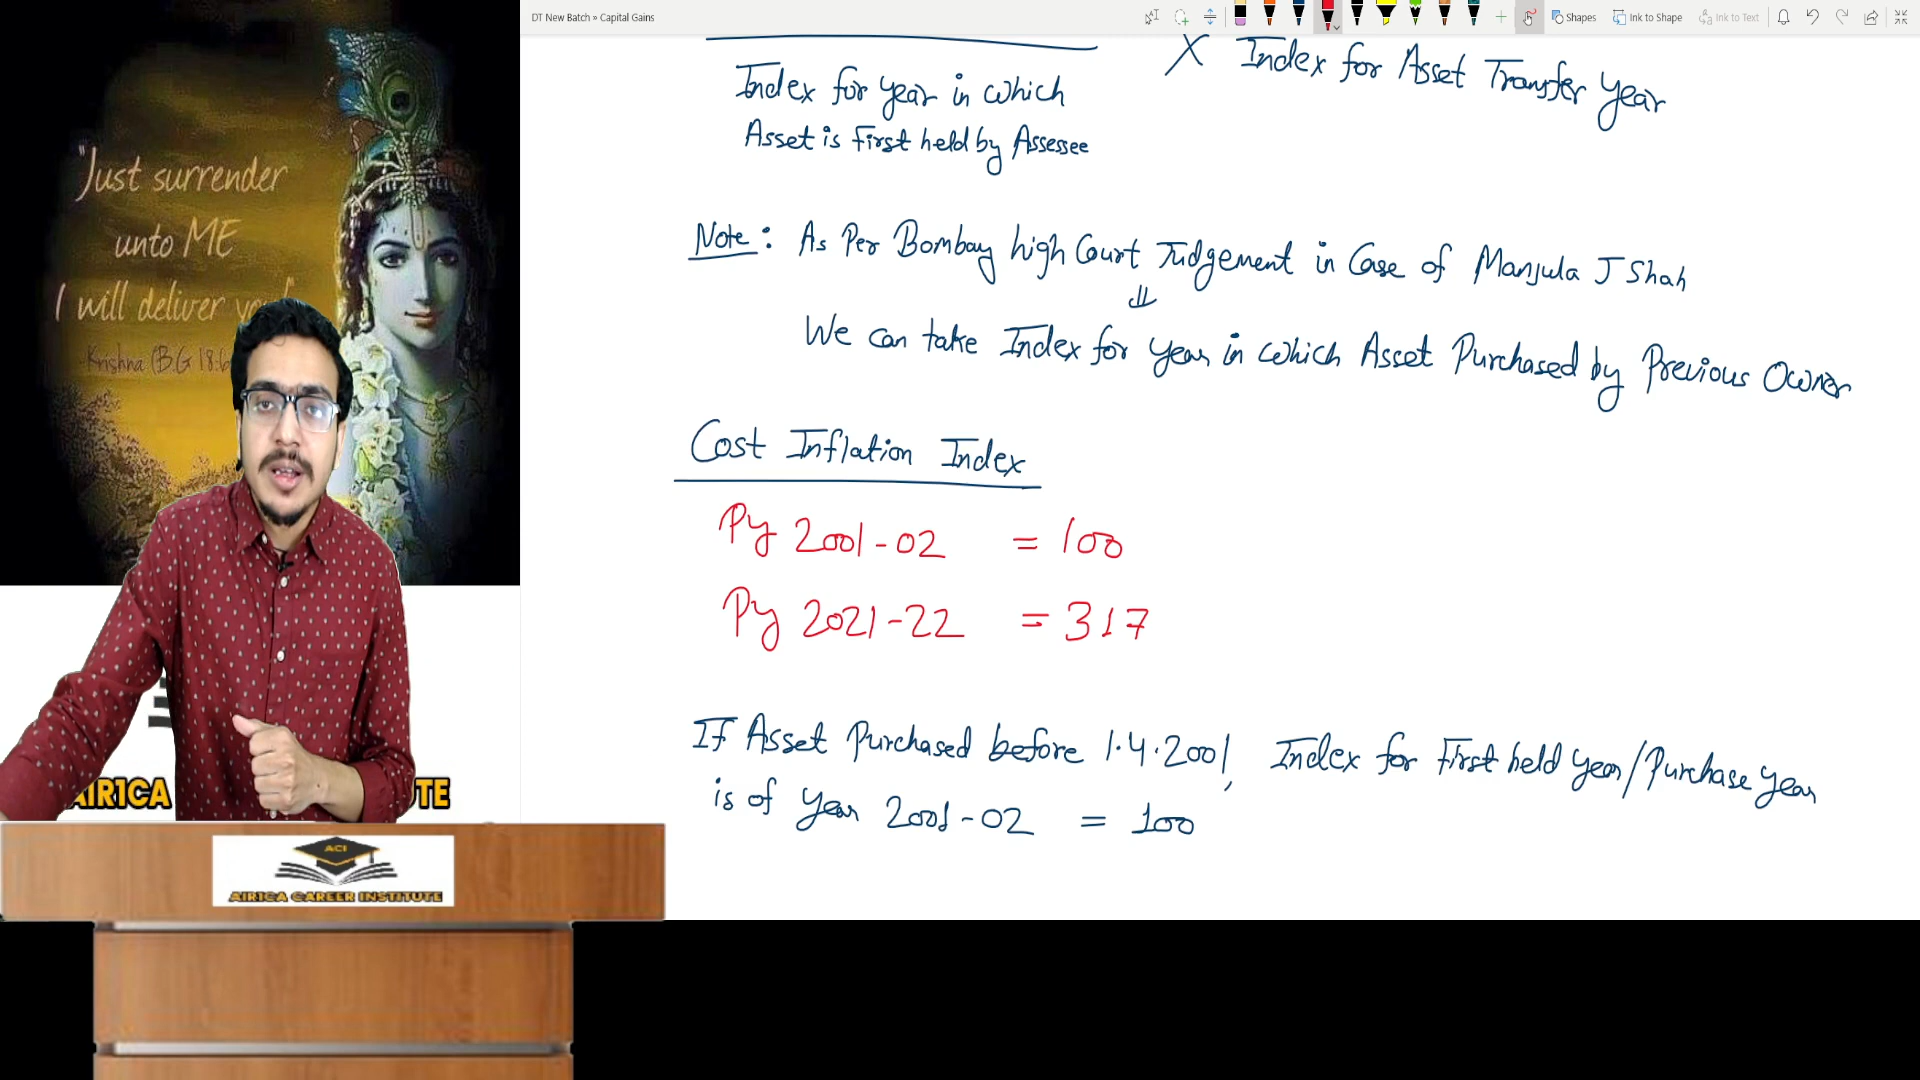 DT New Batch » Capital Gains
Shapes
Ink to Shape
Ink to Text
"Just surrender
unto ME
I will deliver you"
Krishna (B.G 18.6
AIR1CA
TE
ACI
AIR1CA CAREER INSTITUTE
Index for year in which
Asset is first held by Assessee
X Index for Asset Transfer year
Note : As Per Bombay high Court Judgement in Case of Manjula J Shah
⇓
We can take Index for year in which Asset Purchased by Previous Owner
Cost Inflation Index
Py 2001-02 = 100
Py 2021-22 = 317
If Asset Purchased before 1.4.2001, Index for first held year/Purchase year
is of year 2001-02 = 100